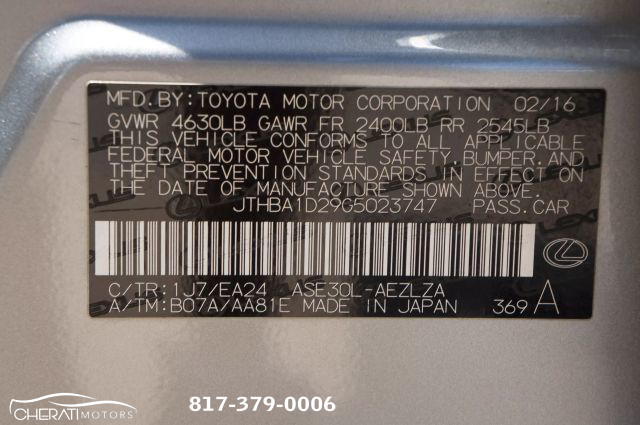 MFD.BY:TOYOTA MOTOR CORPORATION 02/16
GVWR 4630LB GAWR FR 2400LB RR 2545LB
THIS VEHICLE CONFORMS TO ALL APPLICABLE
FEDERAL MOTOR VEHICLE SAFETY, BUMPER, AND
THEFT PREVENTION STANDARDS IN EFFECT ON
THE DATE OF MANUFACTURE SHOWN ABOVE.
JTHBA1D29G5023747 PASS.CAR
C/TR:1J7/EA24 ASE30L-AEZLZA
A/TM:B07A/AA81E MADE IN JAPAN 369 A
CHERATI MOTORS
817-379-0006